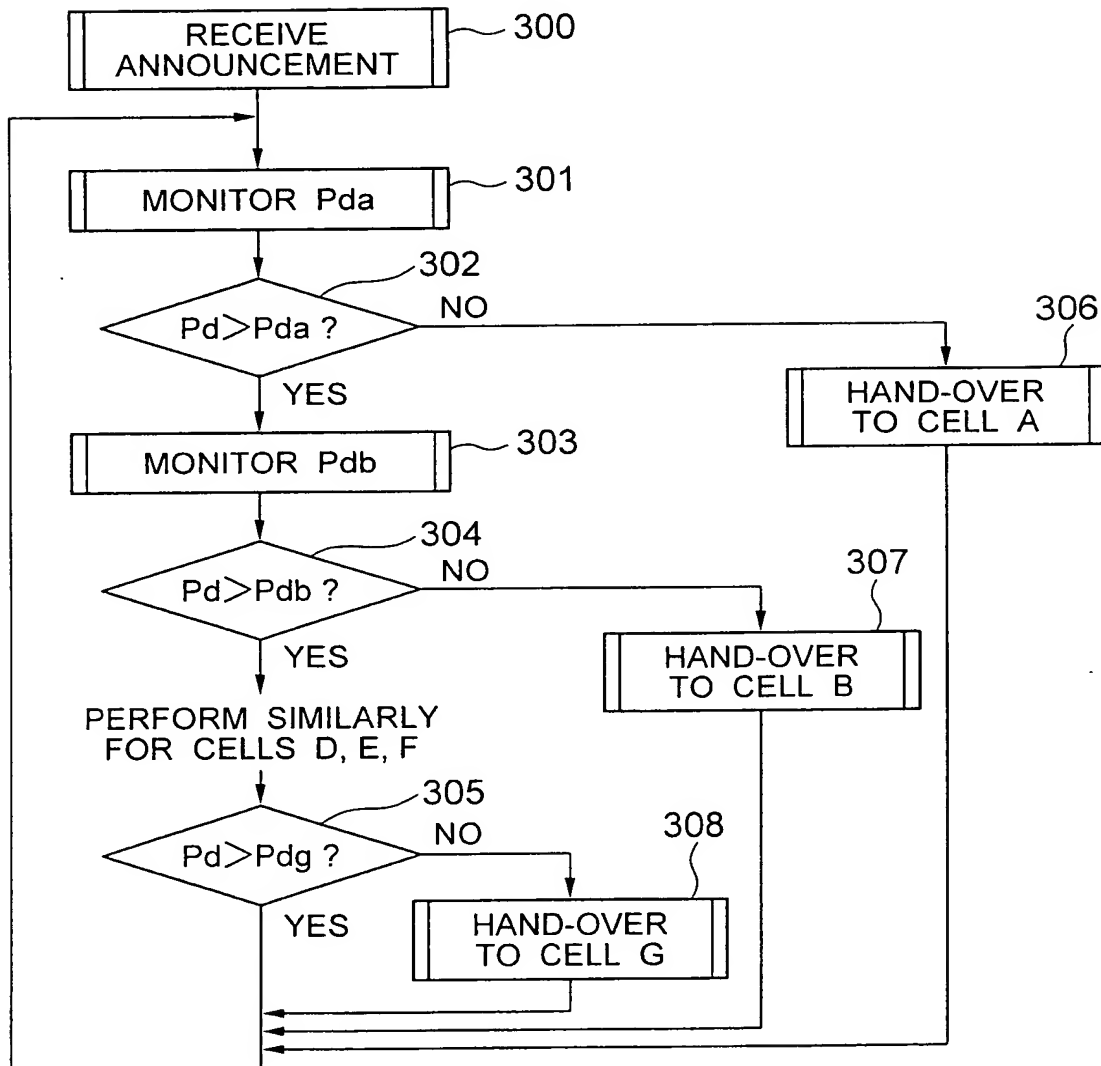 RECEIVE
ANNOUNCEMENT
300
MONITOR Pda
301
302
Pd>Pda ?
NO
YES
306
HAND-OVER
TO CELL A
MONITOR Pdb
303
304
Pd>Pdb ?
NO
YES
307
HAND-OVER
TO CELL B
PERFORM SIMILARLY
FOR CELLS D, E, F
305
Pd>Pdg ?
NO
YES
308
HAND-OVER
TO CELL G